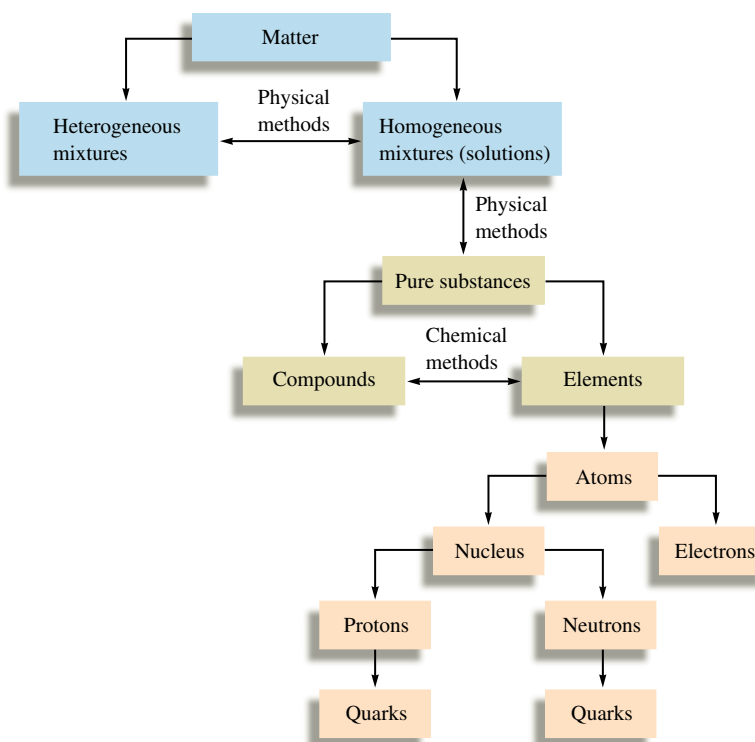 Matter
Physical
methods
Heterogeneous
mixtures
Homogeneous
mixtures (solutions)
Physical
methods
Pure substances
Chemical
methods
Compounds
Elements
Atoms
Nucleus
Electrons
Protons
Neutrons
Quarks
Quarks